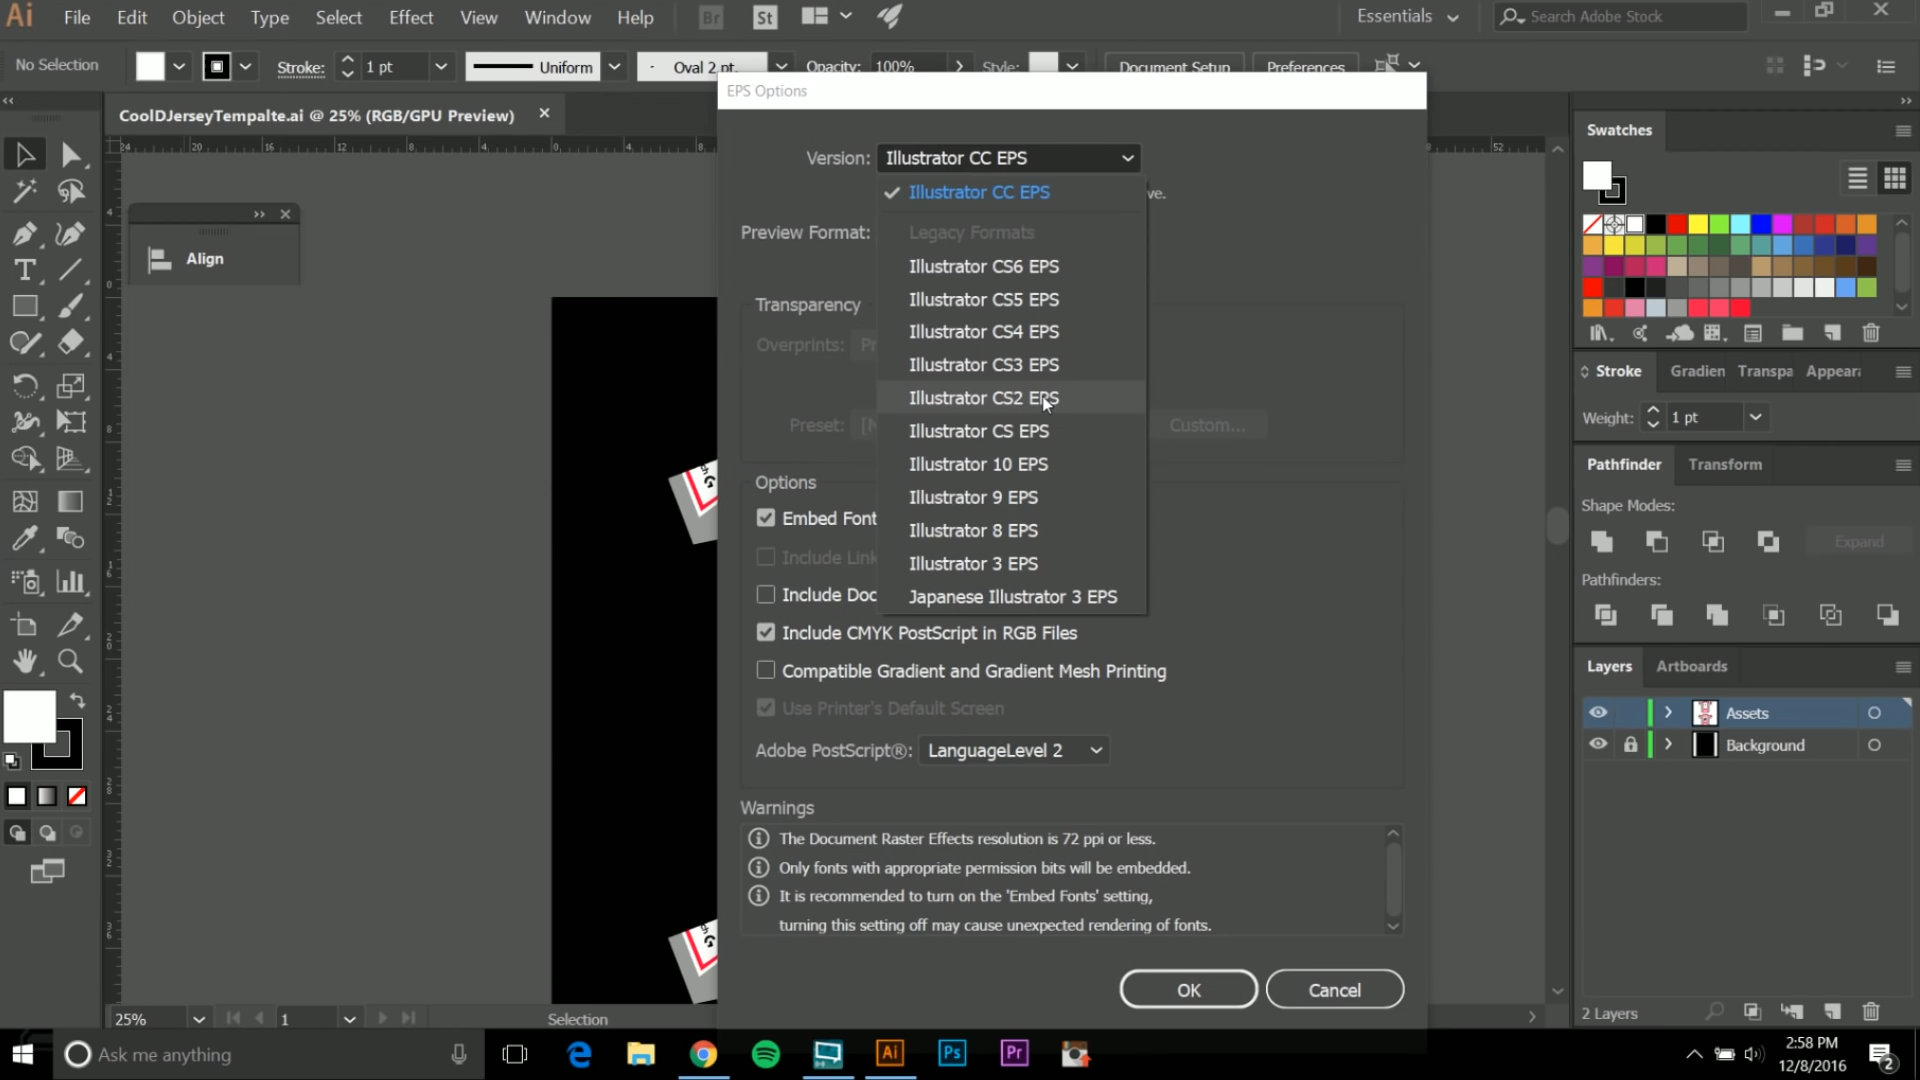 Ai File Edit Object Type Select Effect View Window Help Br St Essentials Search Adobe Stock
No Selection Stroke: 1 pt Uniform Oval 2 pt. Opacity: 100% Style: Document Setup Preferences
EPS Options
CoolDJerseyTempalte.ai @ 25% (RGB/GPU Preview)
Swatches
Version: Illustrator CC EPS
Illustrator CC EPS
ve.
Preview Format:
Legacy Formats
Align
Illustrator CS6 EPS
Illustrator CS5 EPS
Transparency
Illustrator CS4 EPS
Overprints:
Illustrator CS3 EPS
Stroke Gradien Transpa Appear
Illustrator CS2 EPS
Weight: 1 pt
Preset: [M Custom...
Illustrator CS EPS
Illustrator 10 EPS
Pathfinder Transform
Options
Illustrator 9 EPS
Shape Modes:
Embed Font
Illustrator 8 EPS
Expand
Include Link
Illustrator 3 EPS
Pathfinders:
Include Doc
Japanese Illustrator 3 EPS
Include CMYK PostScript in RGB Files
Compatible Gradient and Gradient Mesh Printing
Layers Artboards
Use Printer's Default Screen
Assets
Adobe PostScript®: LanguageLevel 2
Background
Warnings
The Document Raster Effects resolution is 72 ppi or less.
Only fonts with appropriate permission bits will be embedded.
It is recommended to turn on the 'Embed Fonts' setting,
turning this setting off may cause unexpected rendering of fonts.
OK Cancel
25% 1 Selection
2 Layers
Ask me anything
Ai Ps Pr
2:58 PM
12/8/2016
2